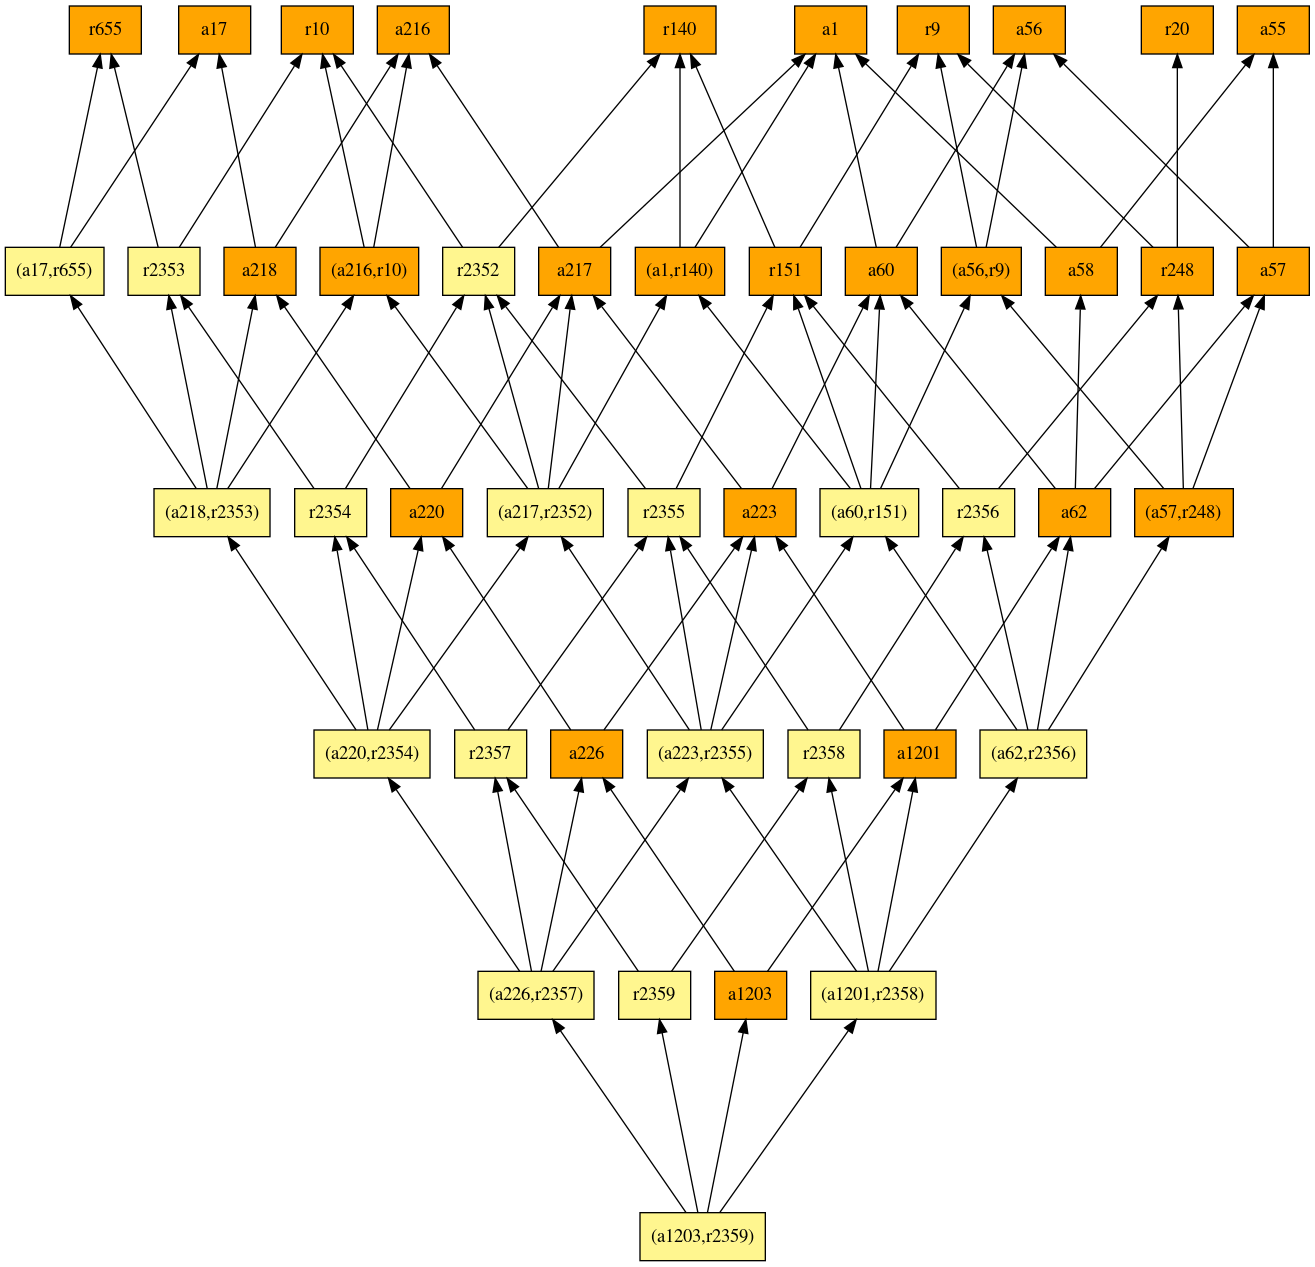 r655
a17
r10
a216
r140
a1
r9
a56
r20
a55
(a17,r655)
r2353
a218
(a216,r10)
r2352
a217
(a1,r140)
r151
a60
(a56,r9)
a58
r248
a57
(a218,r2353)
r2354
a220
(a217,r2352)
r2355
a223
(a60,r151)
r2356
a62
(a57,r248)
(a220,r2354)
r2357
a226
(a223,r2355)
r2358
a1201
(a62,r2356)
(a226,r2357)
r2359
a1203
(a1201,r2358)
(a1203,r2359)